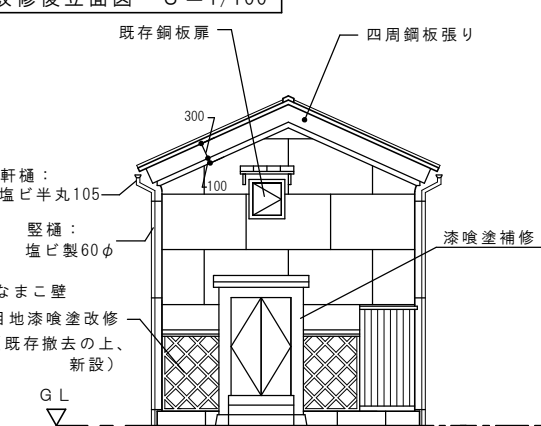 改修後立面図 S=1/100
既存銅板扉
四周鋼板張り
300
100
軒樋：
塩ビ半丸105
竪樋：
塩ビ製60φ
漆喰塗補修
なまこ壁
目地漆喰塗改修
既存撤去の上、
新設）
GL